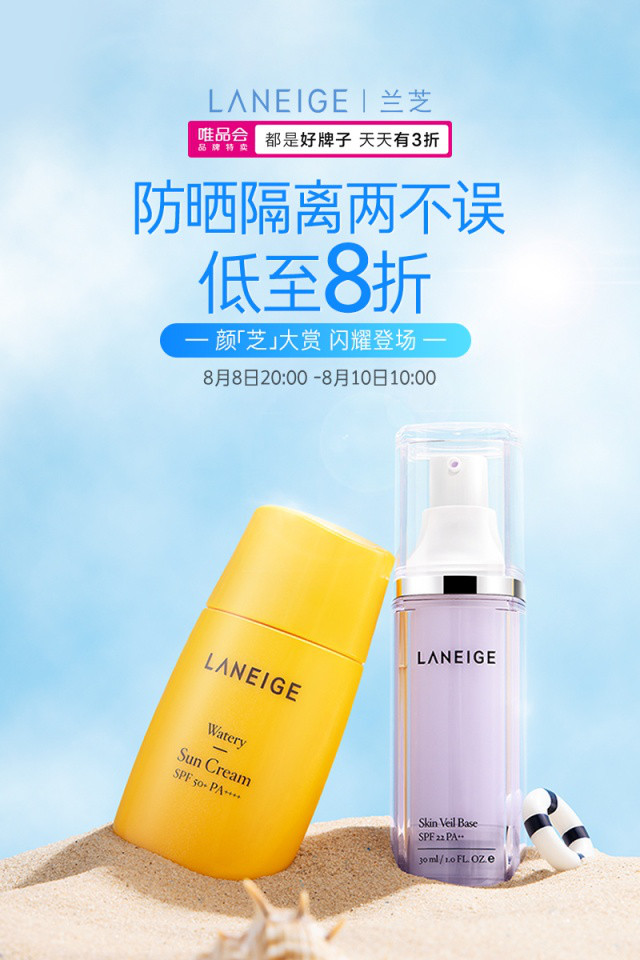 LANEIGE | 兰芝
唯品会
品牌特卖
都是好牌子 天天有3折
防晒隔离两不误
低至8折
— 颜「芝」大赏 闪耀登场 —
8月8日20:00 -8月10日10:00
LANEIGE
Watery
Sun Cream
SPF 50+ PA++++
LANEIGE
Skin Veil Base
SPF 22 PA++
30 ml / 1.0 FL. OZ. e